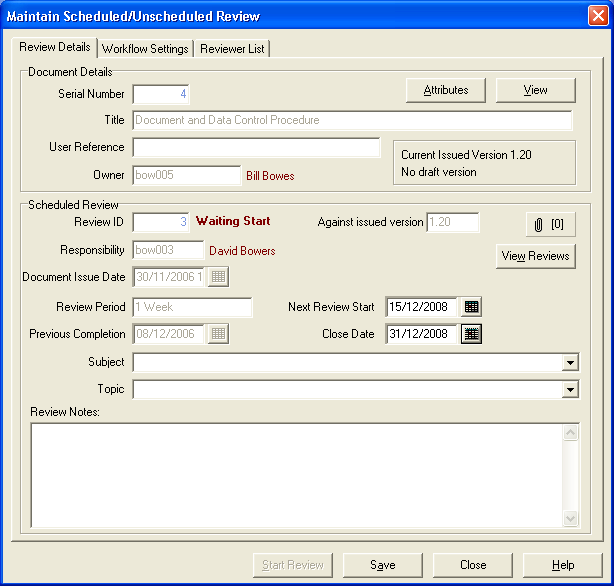 Maintain Scheduled/Unscheduled Review
Review Details Workflow Settings Reviewer List
Document Details
Serial Number 4 Attributes View
Title Document and Data Control Procedure
User Reference
Current Issued Version 1.20
No draft version
Owner bow005 Bill Bowes
Scheduled Review
Review ID 3 Waiting Start Against issued version 1.20 [0]
Responsibility bow003 David Bowers View Reviews
Document Issue Date 30/11/2006 1
Review Period 1 Week Next Review Start 15/12/2008
Previous Completion 08/12/2006 Close Date 31/12/2008
Subject
Topic
Review Notes:
Start Review Save Close Help